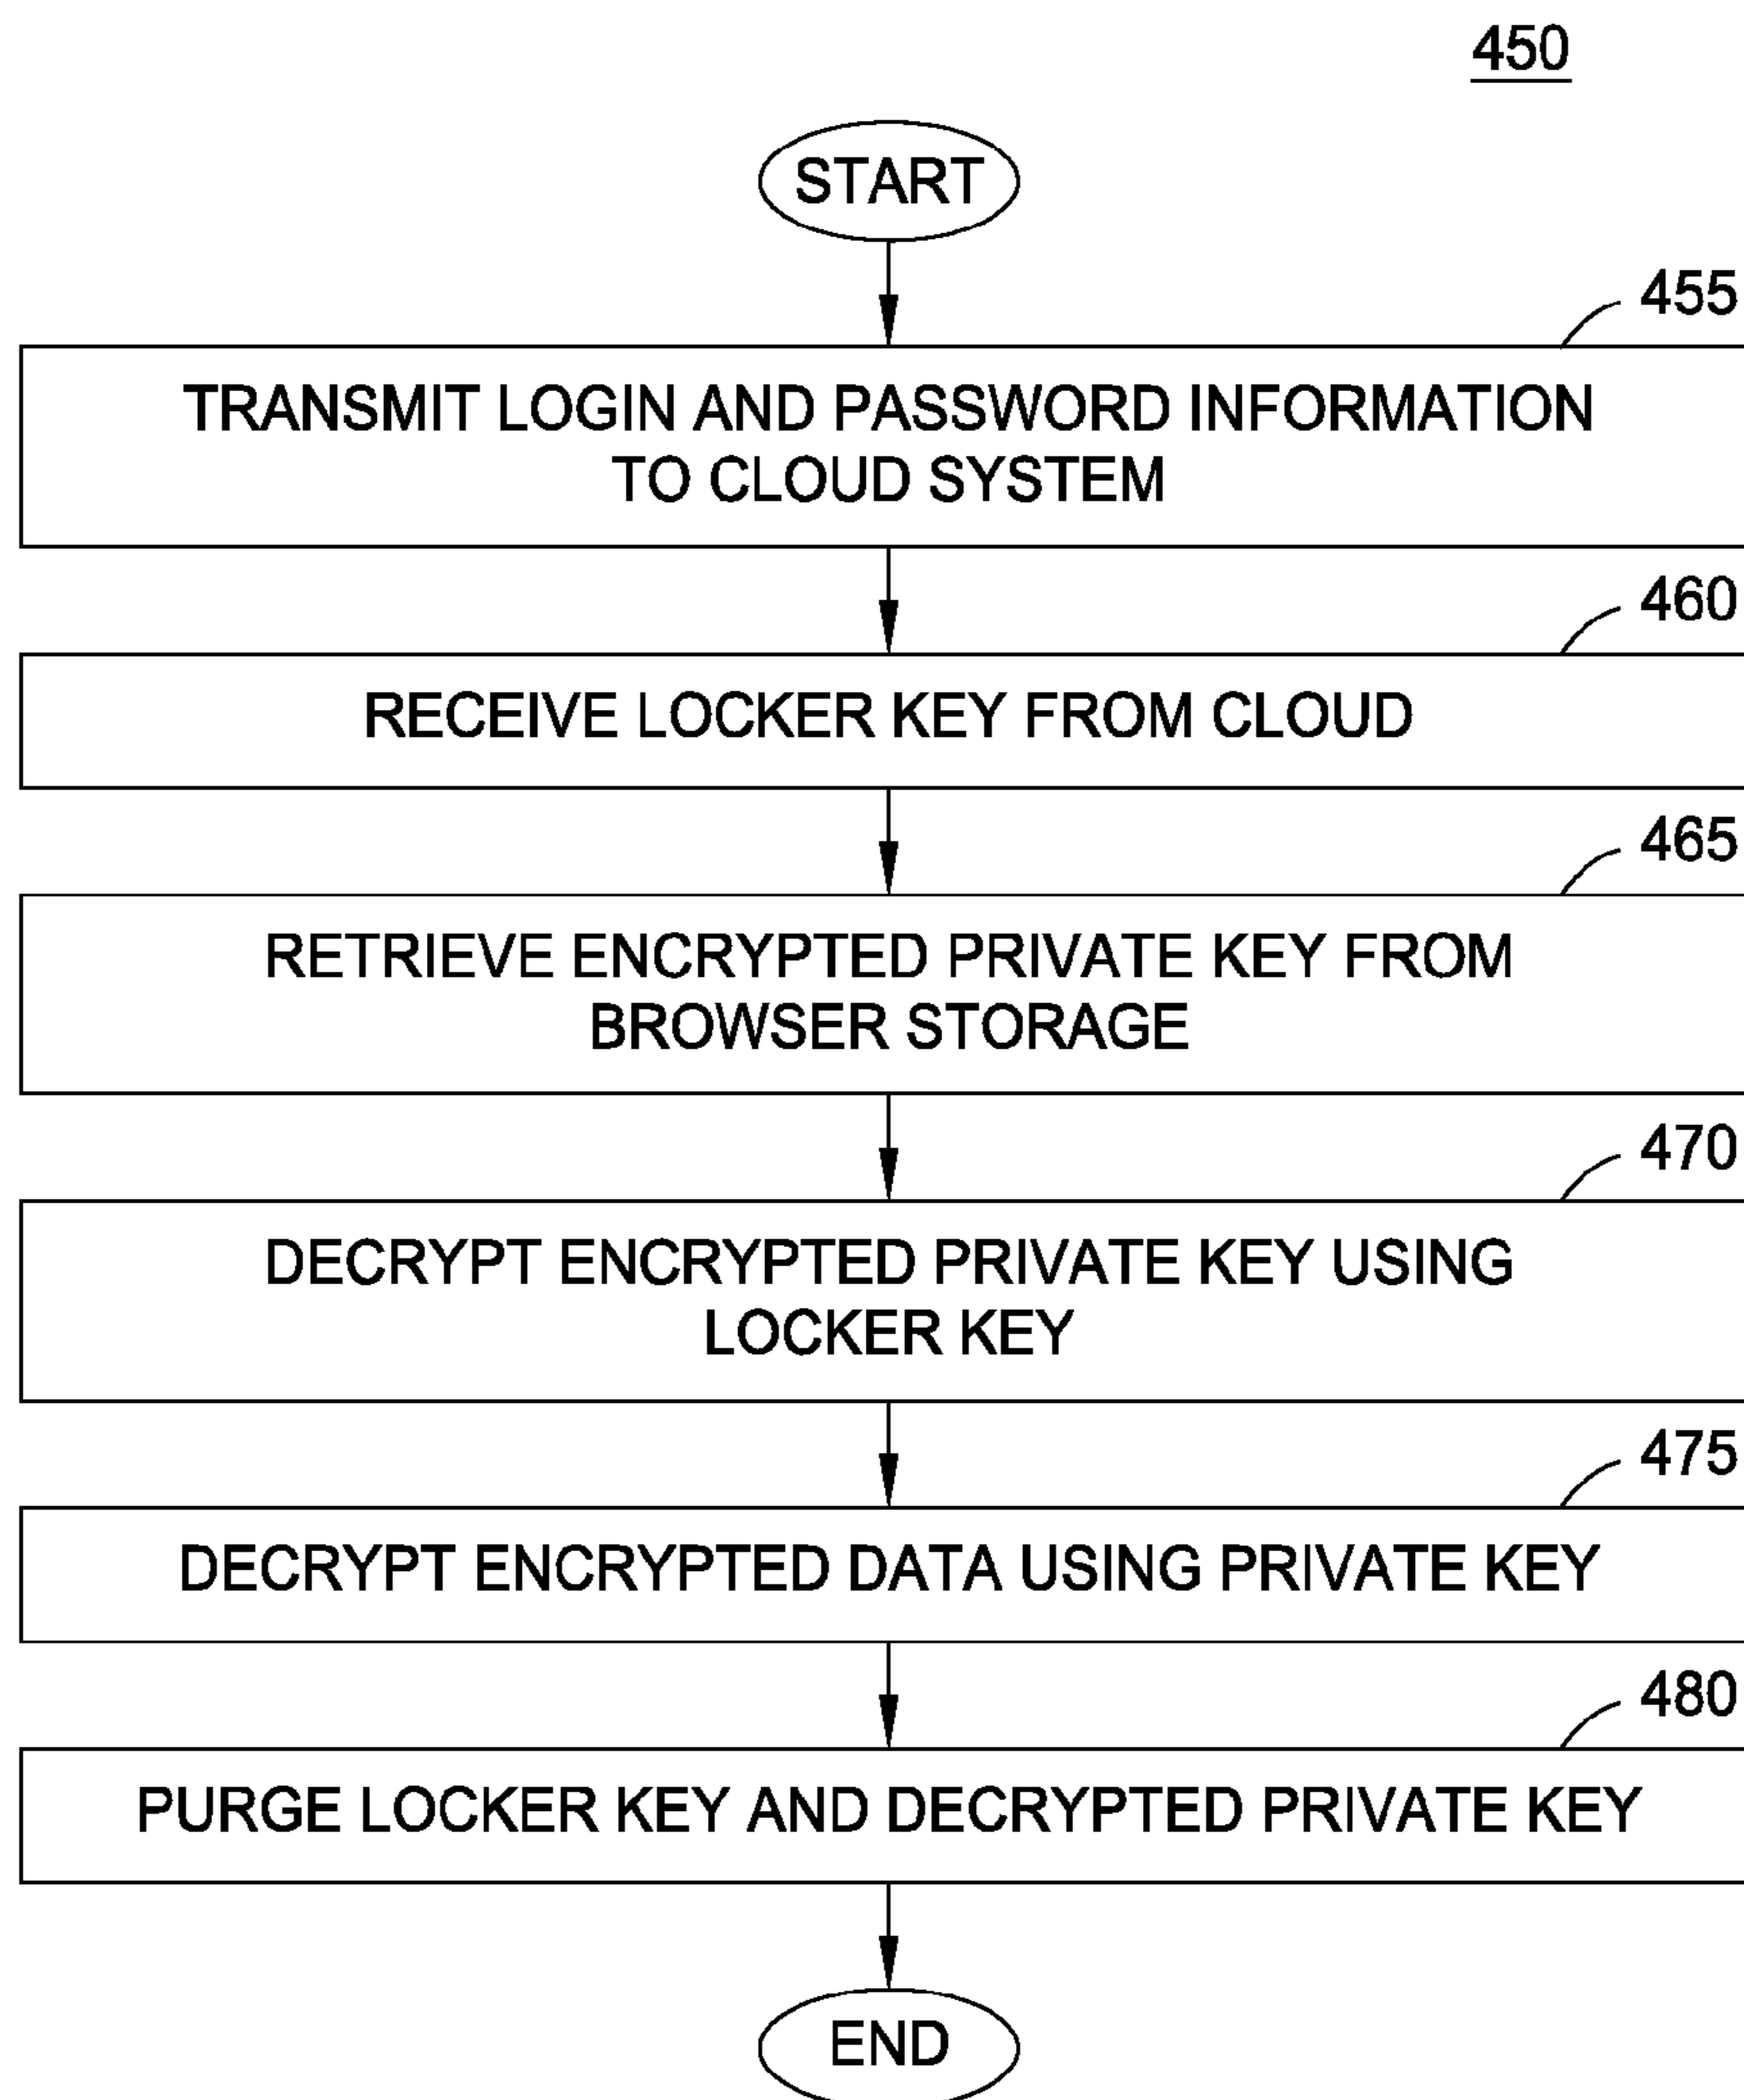 450
START
455
TRANSMIT LOGIN AND PASSWORD INFORMATION
TO CLOUD SYSTEM
460
RECEIVE LOCKER KEY FROM CLOUD
465
RETRIEVE ENCRYPTED PRIVATE KEY FROM
BROWSER STORAGE
470
DECRYPT ENCRYPTED PRIVATE KEY USING
LOCKER KEY
475
DECRYPT ENCRYPTED DATA USING PRIVATE KEY
480
PURGE LOCKER KEY AND DECRYPTED PRIVATE KEY
END